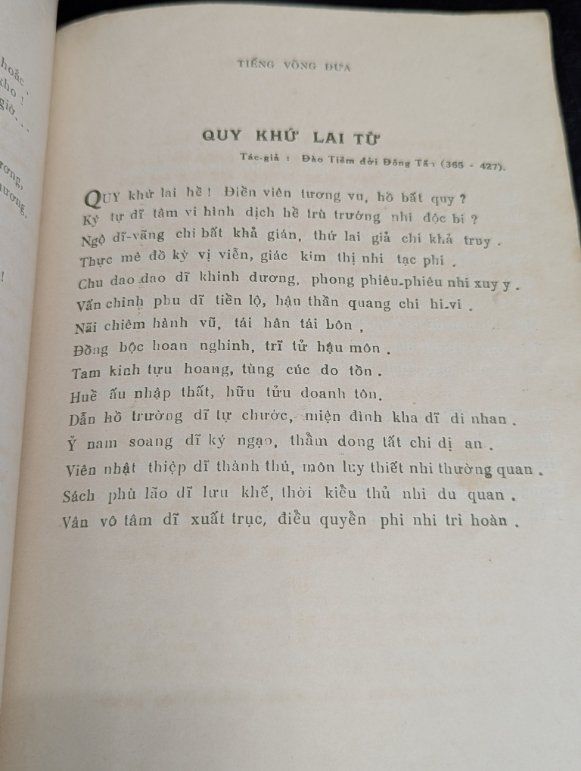 hoắc.
kho !
giờ...
TIẾNG VÕNG ĐƯA
QUY KHỨ LAI TỪ
Tác-giả : Đào Tiềm đời Đông Tấn (365 - 427).
QUY khứ lai hề ! Điền viên tương vu, hồ bất quy ?
Ký tự dĩ tâm vi hình dịch hề trù trướng nhi độc bi ?
Ngộ dĩ-vãng chi bất khả gián, thứ lai giả chi khả truy.
Thực mê đồ kỳ vị viễn, giác kim thị nhi tạc phi.
Chu dao dao dĩ khinh dương, phong phiêu-phiêu nhi xuy y.
Vấn chinh phu dĩ tiền lộ, hận thần quang chi hi-vi.
Nãi chiêm hành vũ, tái hân tái bôn,
Đồng bộc hoan nghinh, trĩ tử hậu môn.
Tam kinh tựu hoang, tùng cúc do tồn.
Huề ấu nhập thất, hữu tửu doanh tôn.
Dẫn hồ trường dĩ tự chước, miện đình kha dĩ di nhan.
Ỷ nam soang dĩ ký ngạo, thẩm dong tất chi dị an.
Viên nhật thiệp dĩ thành thú, môn tuy thiết nhi thường quan.
Sách phù lão dĩ lưu khế, thời kiểu thủ nhi du quan.
Vân vô tâm dĩ xuất trục, điểu quyền phi nhi tri hoàn.